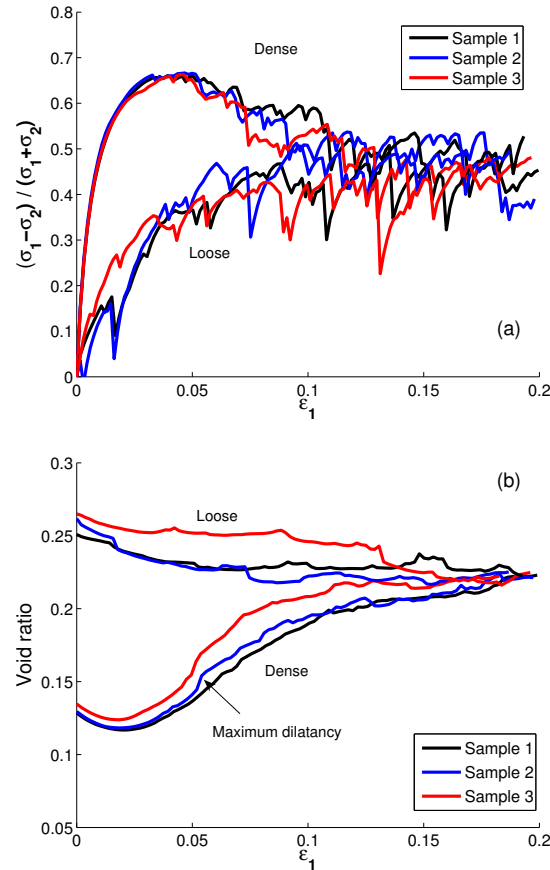 0.8
0.7
0.6
0.5
0.4
0.3
0.2
0.1
0
(σ₁−σ₂) / (σ₁+σ₂)
Dense
Loose
Sample 1
Sample 2
Sample 3
(a)
0 0.05 0.1 0.15 0.2
ε₁
0.3
0.25
0.2
0.15
0.1
0.05
Void ratio
(b)
Loose
Dense
Maximum dilatancy
Sample 1
Sample 2
Sample 3
0 0.05 0.1 0.15 0.2
ε₁